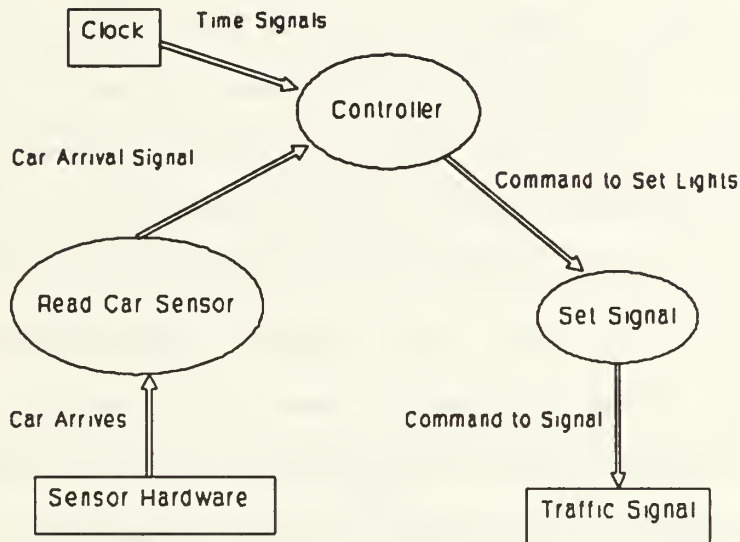 Clock
Time Signals
Controller
Car Arrival Signal
Command to Set Lights
Read Car Sensor
Set Signal
Car Arrives
Command to Signal
Sensor Hardware
Traffic Signal